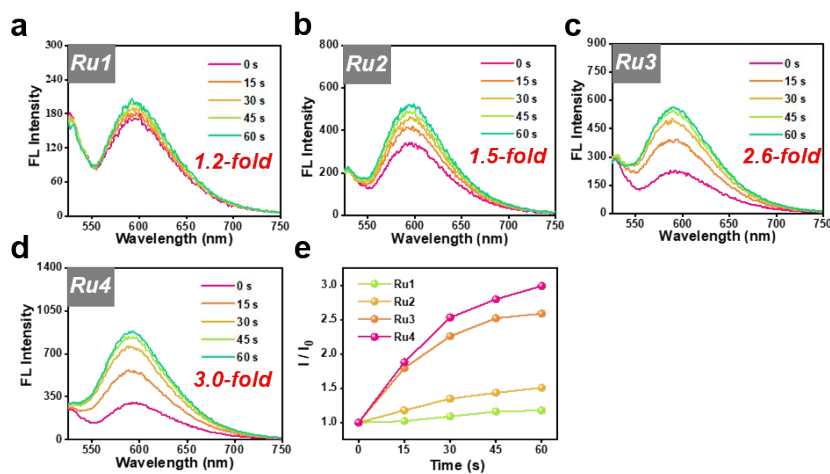 a
Ru1
300
240
180
120
60
0
FL Intensity
0 s
15 s
30 s
45 s
60 s
1.2-fold
550 600 650 700 750
Wavelength (nm)
b
Ru2
800
600
400
200
0
FL Intensity
0 s
15 s
30 s
45 s
60 s
1.5-fold
550 600 650 700 750
Wavelength (nm)
c
Ru3
900
750
600
450
300
150
0
FL Intensity
0 s
15 s
30 s
45 s
60 s
2.6-fold
550 600 650 700 750
Wavelength (nm)
d
Ru4
1400
1050
700
350
0
FL Intensity
0 s
15 s
30 s
45 s
60 s
3.0-fold
550 600 650 700 750
Wavelength (nm)
e
3.0
2.5
2.0
1.5
1.0
I / I0
Ru1
Ru2
Ru3
Ru4
0 15 30 45 60
Time (s)